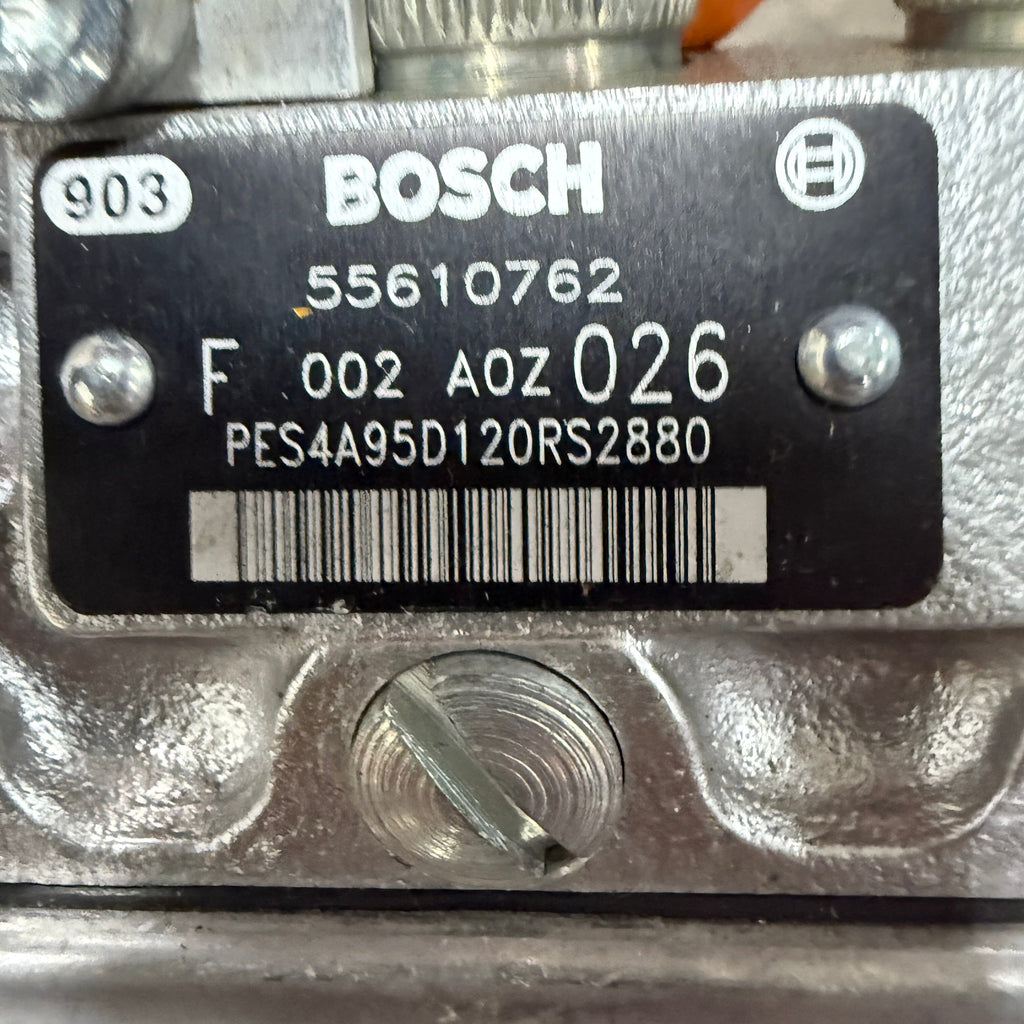 903 BOSCH
55610762
F 002 A0Z 026
PES4A95D120RS2880